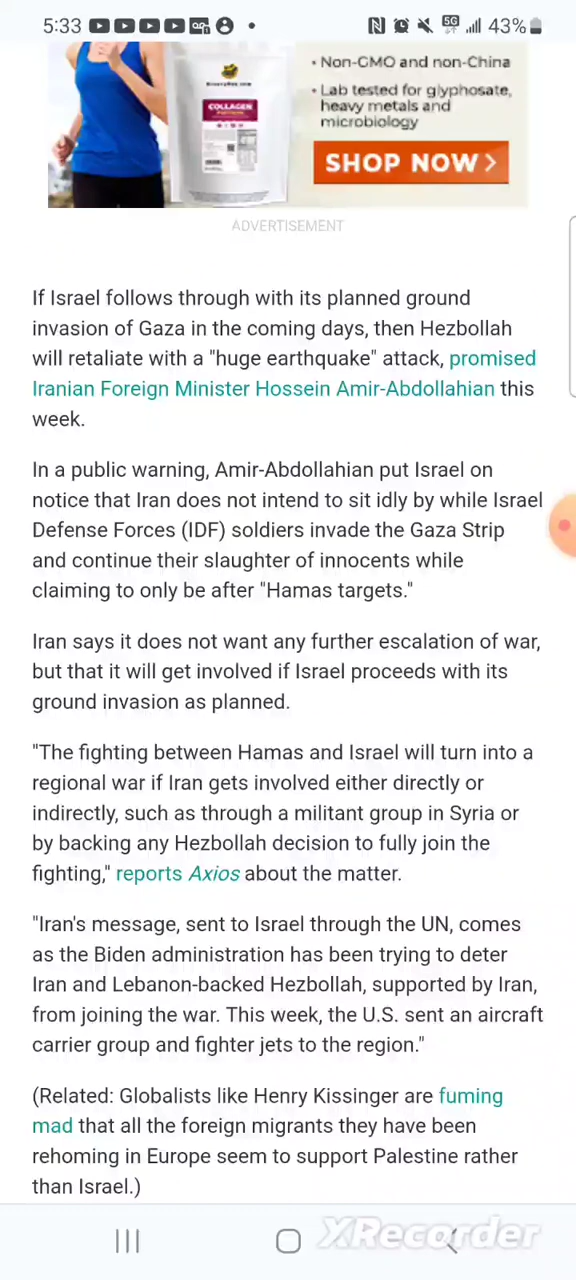 5:33
5G
43%
• Non-GMO and non-China
• Lab tested for glyphosate,
heavy metals and
microbiology
COLLAGEN
SHOP NOW >
ADVERTISEMENT
If Israel follows through with its planned ground
invasion of Gaza in the coming days, then Hezbollah
will retaliate with a "huge earthquake" attack, promised
Iranian Foreign Minister Hossein Amir-Abdollahian this
week.
In a public warning, Amir-Abdollahian put Israel on
notice that Iran does not intend to sit idly by while Israel
Defense Forces (IDF) soldiers invade the Gaza Strip
and continue their slaughter of innocents while
claiming to only be after "Hamas targets."
Iran says it does not want any further escalation of war,
but that it will get involved if Israel proceeds with its
ground invasion as planned.
"The fighting between Hamas and Israel will turn into a
regional war if Iran gets involved either directly or
indirectly, such as through a militant group in Syria or
by backing any Hezbollah decision to fully join the
fighting," reports Axios about the matter.
"Iran's message, sent to Israel through the UN, comes
as the Biden administration has been trying to deter
Iran and Lebanon-backed Hezbollah, supported by Iran,
from joining the war. This week, the U.S. sent an aircraft
carrier group and fighter jets to the region."
(Related: Globalists like Henry Kissinger are fuming
mad that all the foreign migrants they have been
rehoming in Europe seem to support Palestine rather
than Israel.)
XRecorder